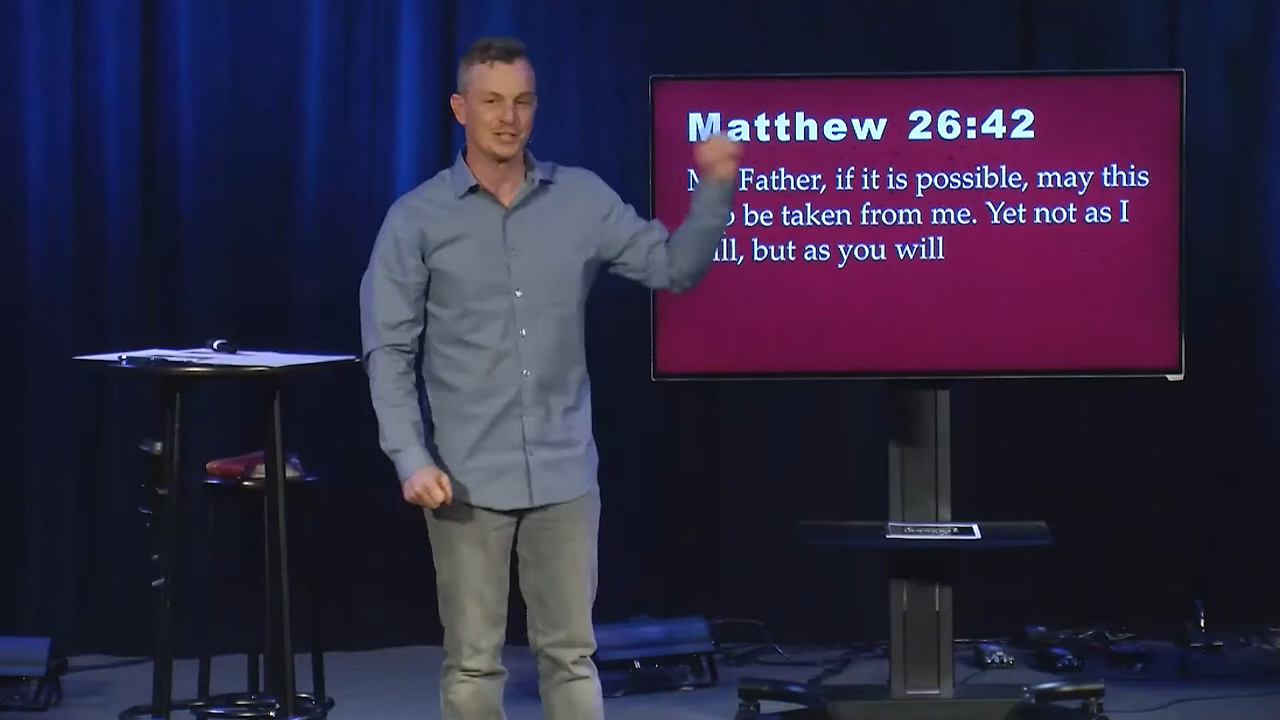 Matthew 26:42
Father, if it is possible, may this
be taken from me. Yet not as I
but as you will